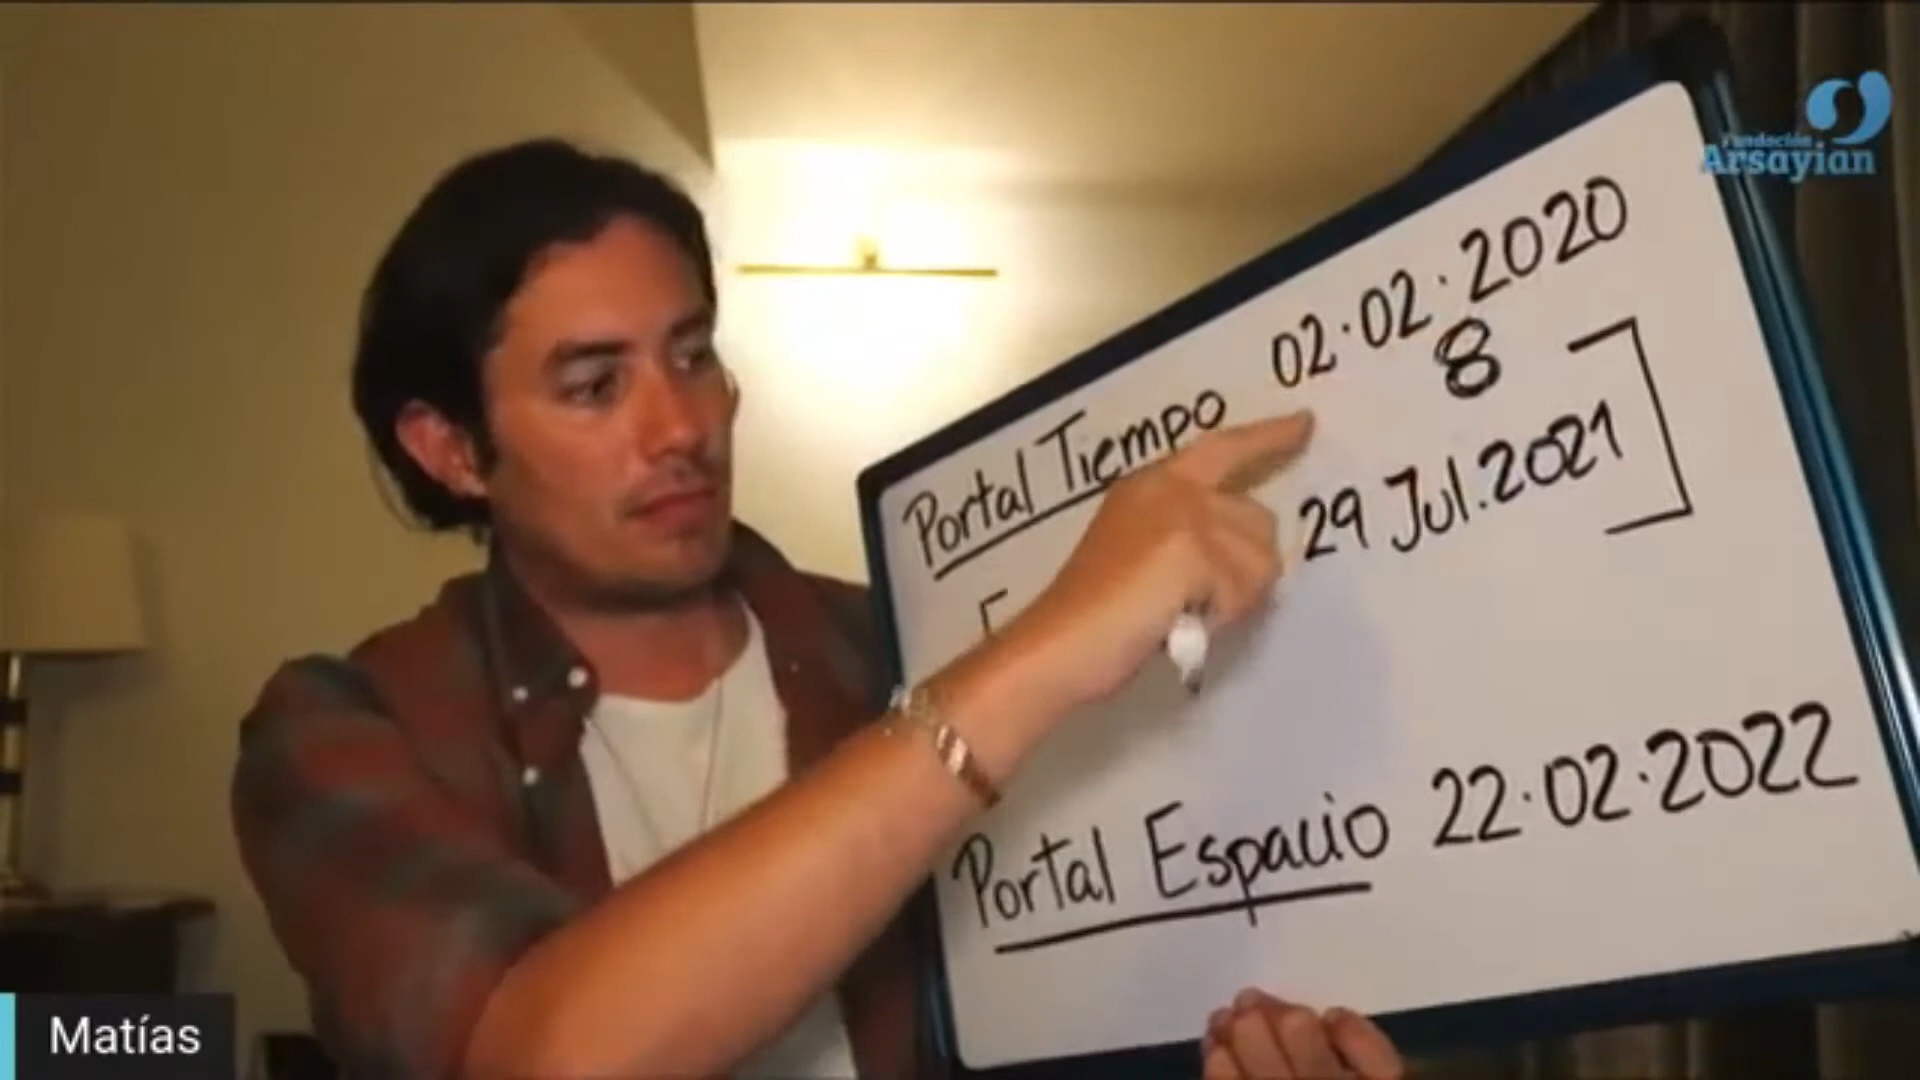 Fundación
Arsayian
Portal Tiempo 02.02.2020
8
29 Jul.2021
Portal Espacio 22.02.2022
Matías